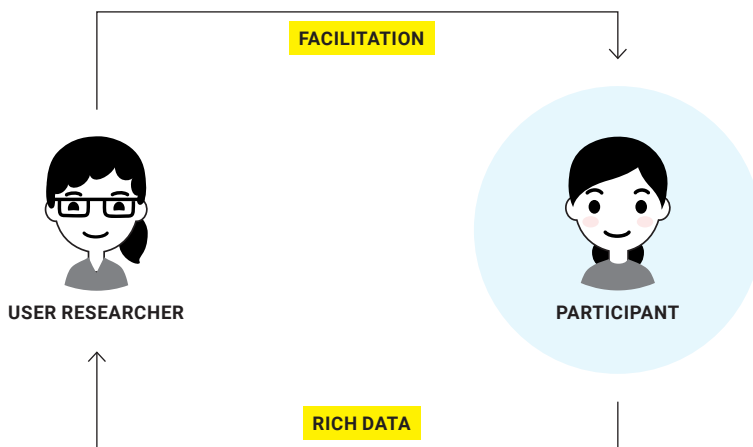 FACILITATION
USER RESEARCHER
PARTICIPANT
RICH DATA